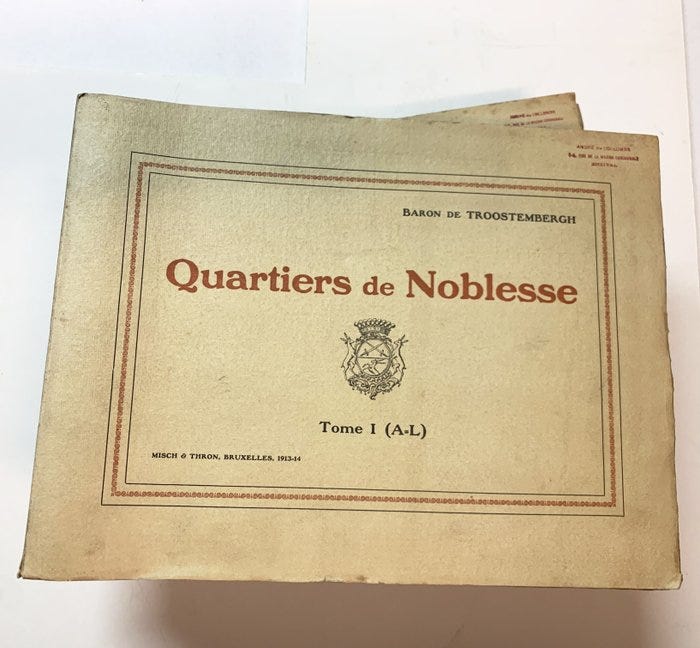 BARON DE TROOSTEMBERGH
Quartiers de Noblesse
Tome I (A-L)
MISCH & THRON, BRUXELLES, 1913-14